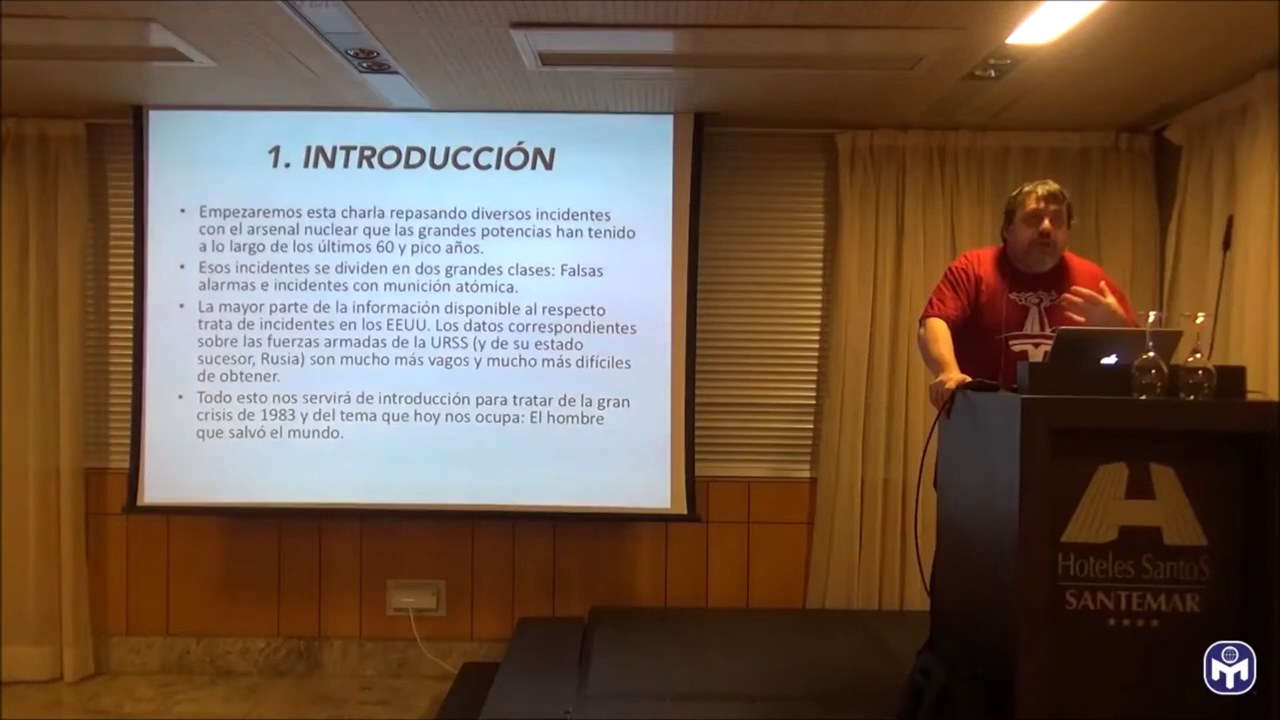 1. INTRODUCCIÓN
• Empezaremos esta charla repasando diversos incidentes
con el arsenal nuclear que las grandes potencias han tenido
a lo largo de los últimos 60 y pico años.
• Esos incidentes se dividen en dos grandes clases: Falsas
alarmas e incidentes con munición atómica.
• La mayor parte de la información disponible al respecto
trata de incidentes en los EEUU. Los datos correspondientes
sobre las fuerzas armadas de la URSS (y de su estado
sucesor, Rusia) son mucho más vagos y mucho más difíciles
de obtener.
• Todo esto nos servirá de introducción para tratar de la gran
crisis de 1983 y del tema que hoy nos ocupa: El hombre
que salvó el mundo.
Hoteles SantoS
SANTEMAR